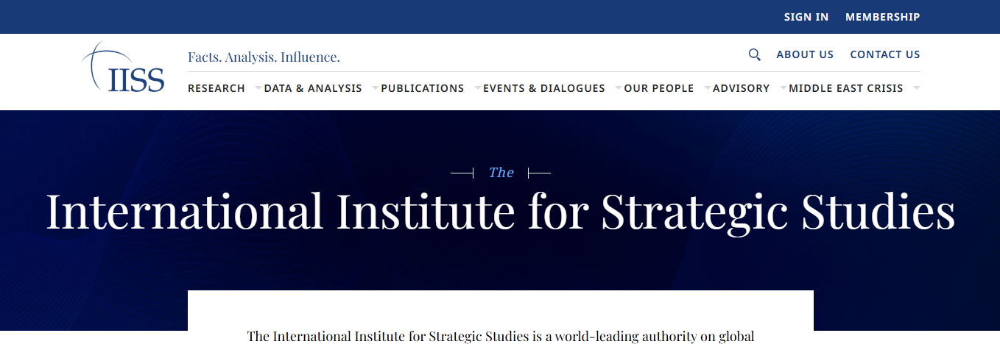 SIGN IN MEMBERSHIP
IISS
Facts. Analysis. Influence.
ABOUT US CONTACT US
RESEARCH DATA & ANALYSIS PUBLICATIONS EVENTS & DIALOGUES OUR PEOPLE ADVISORY MIDDLE EAST CRISIS
The
International Institute for Strategic Studies
The International Institute for Strategic Studies is a world-leading authority on global